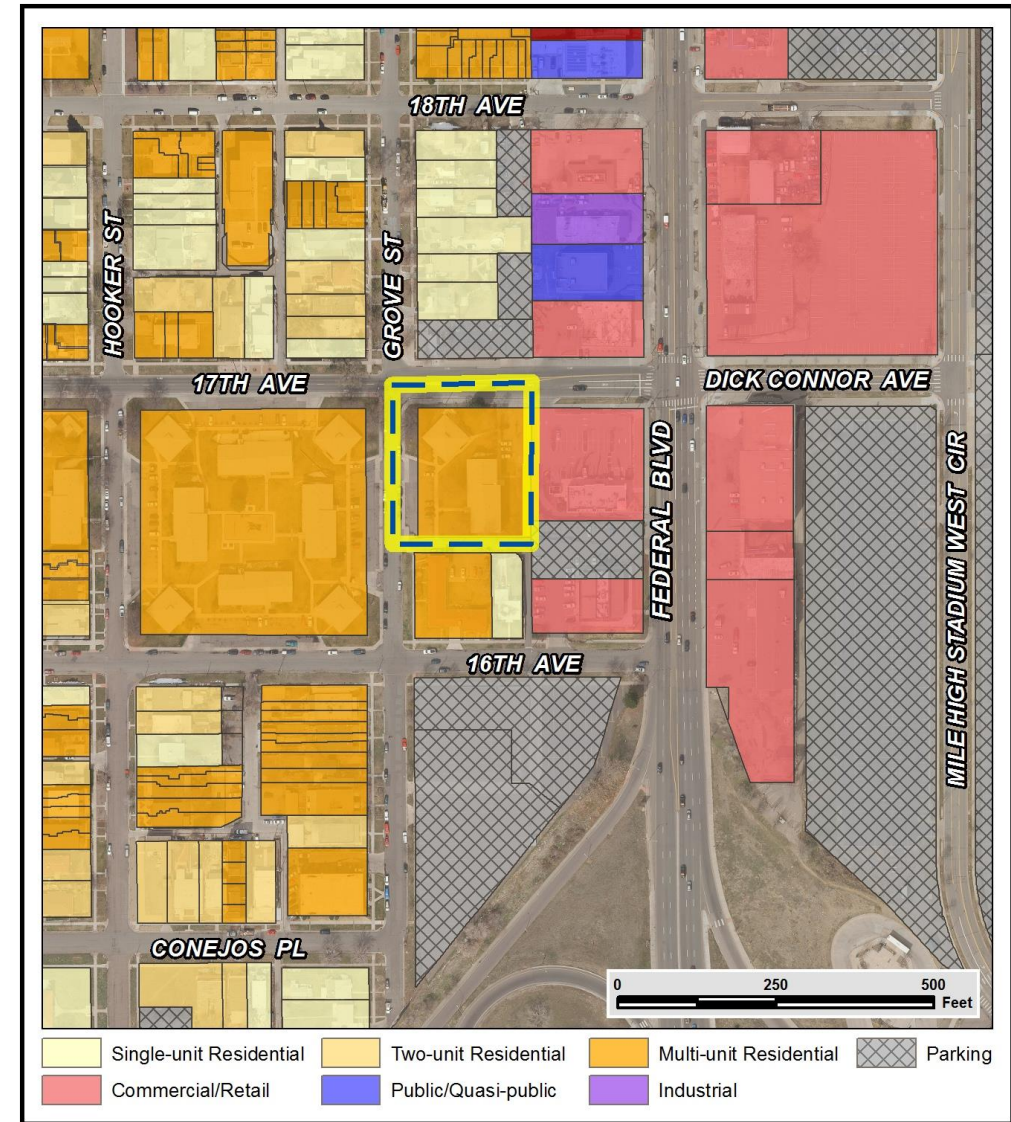 18TH AVE
HOOKER ST
GROVE ST
17TH AVE
DICK CONNOR AVE
FEDERAL BLVD
MILE HIGH STADIUM WEST CIR
16TH AVE
CONEJOS PL
0 250 500
Feet
Single-unit Residential
Two-unit Residential
Multi-unit Residential
Parking
Commercial/Retail
Public/Quasi-public
Industrial